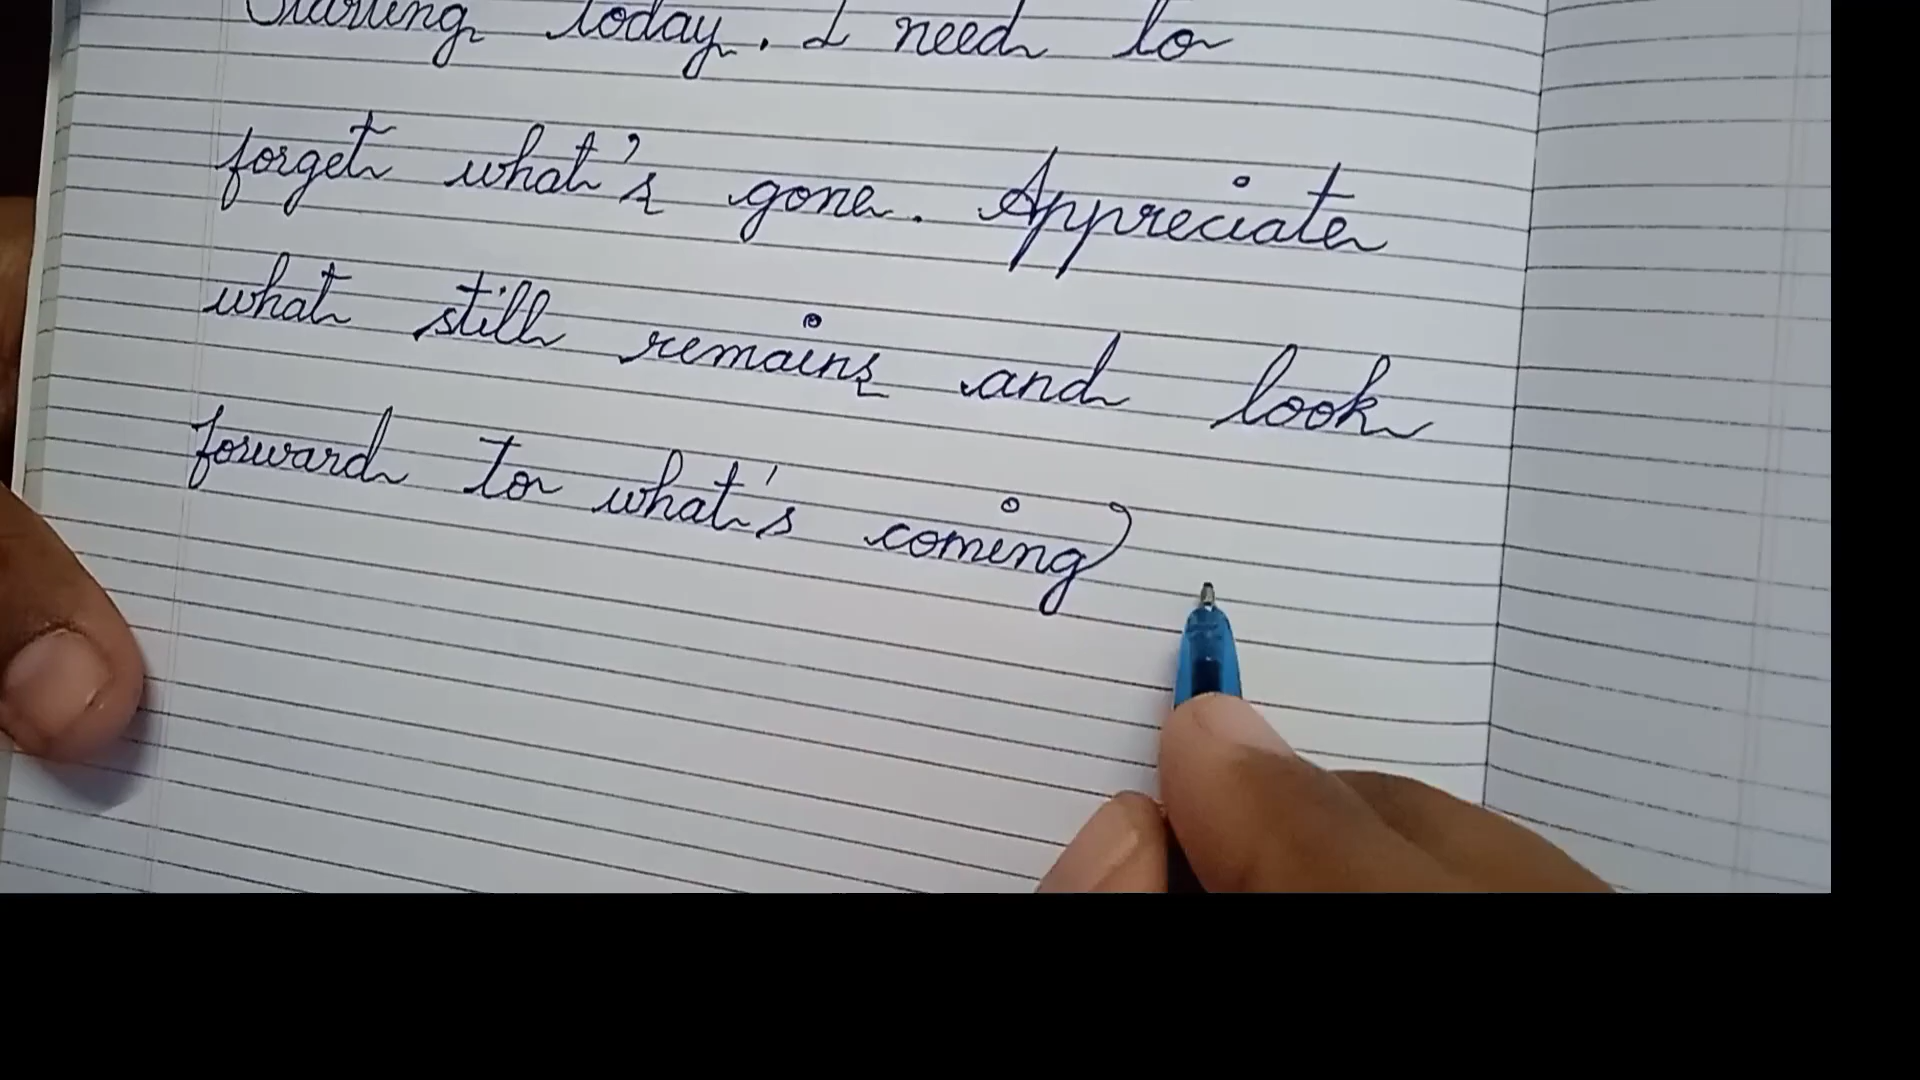 Starting today. I need to
forget what's gone. Appreciate
what still remains and look
forward to what's coming